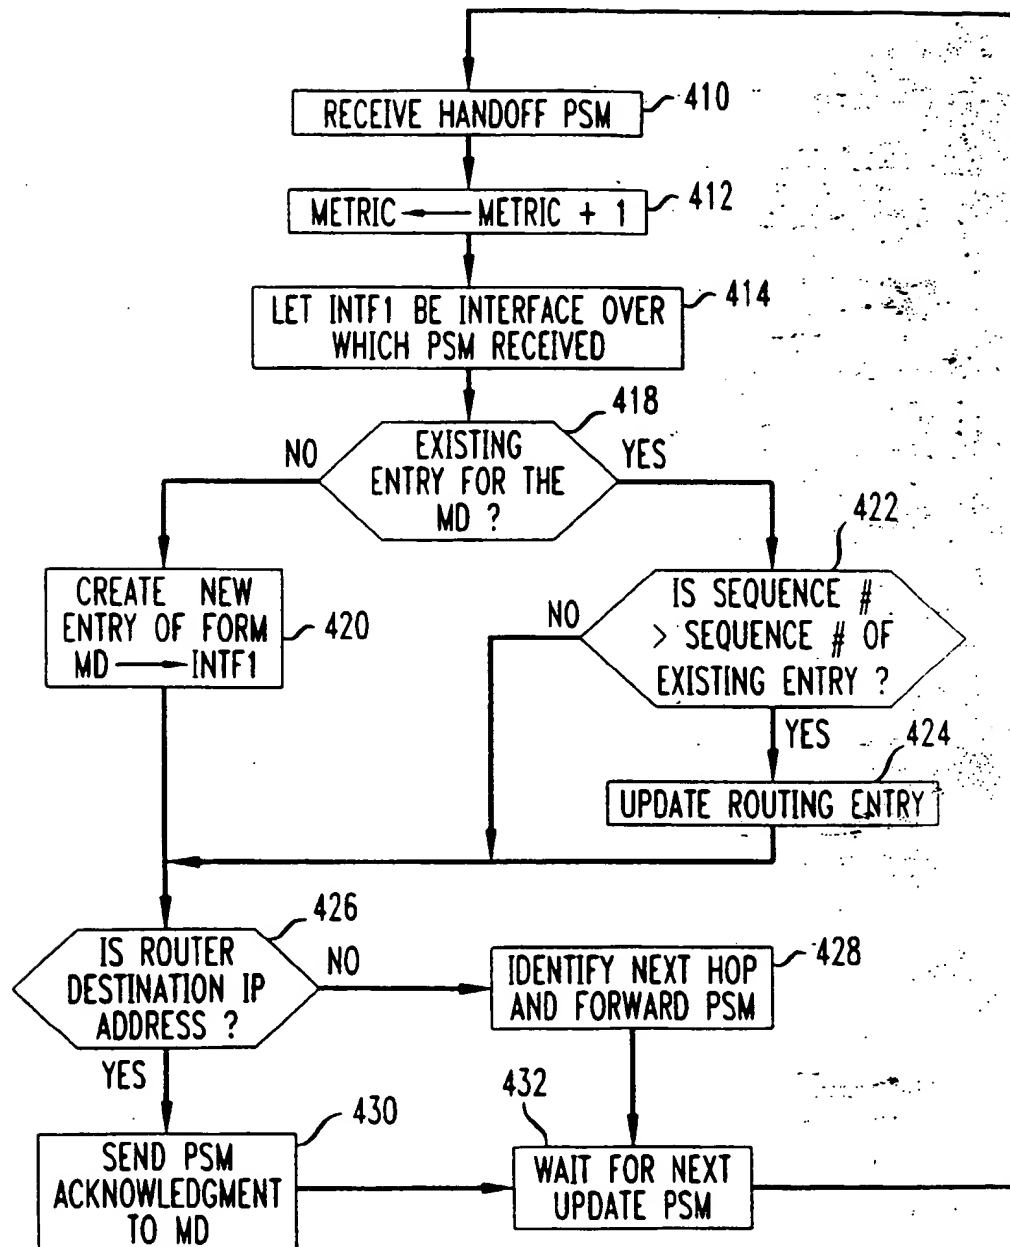 RECEIVE HANDOFF PSM
410
METRIC ← METRIC + 1
412
LET INTF1 BE INTERFACE OVER
WHICH PSM RECEIVED
414
418
EXISTING
ENTRY FOR THE
MD ?
NO
YES
422
CREATE NEW
ENTRY OF FORM
MD → INTF1
420
IS SEQUENCE #
> SEQUENCE # OF
EXISTING ENTRY ?
NO
YES
424
UPDATE ROUTING ENTRY
426
IS ROUTER
DESTINATION IP
ADDRESS ?
NO
YES
IDENTIFY NEXT HOP
AND FORWARD PSM
428
430
SEND PSM
ACKNOWLEDGMENT
TO MD
432
WAIT FOR NEXT
UPDATE PSM